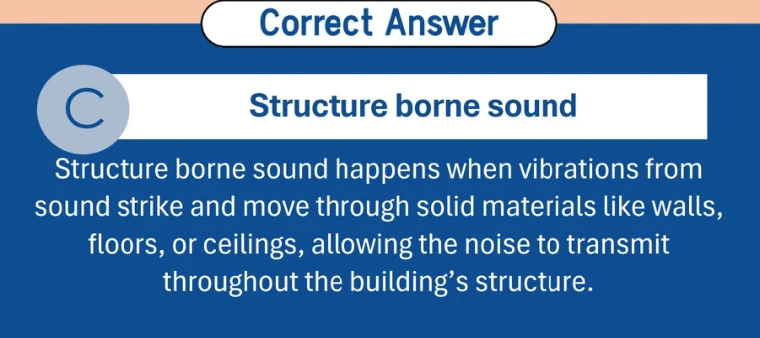 Correct Answer
C
Structure borne sound
Structure borne sound happens when vibrations from
sound strike and move through solid materials like walls,
floors, or ceilings, allowing the noise to transmit
throughout the building’s structure.